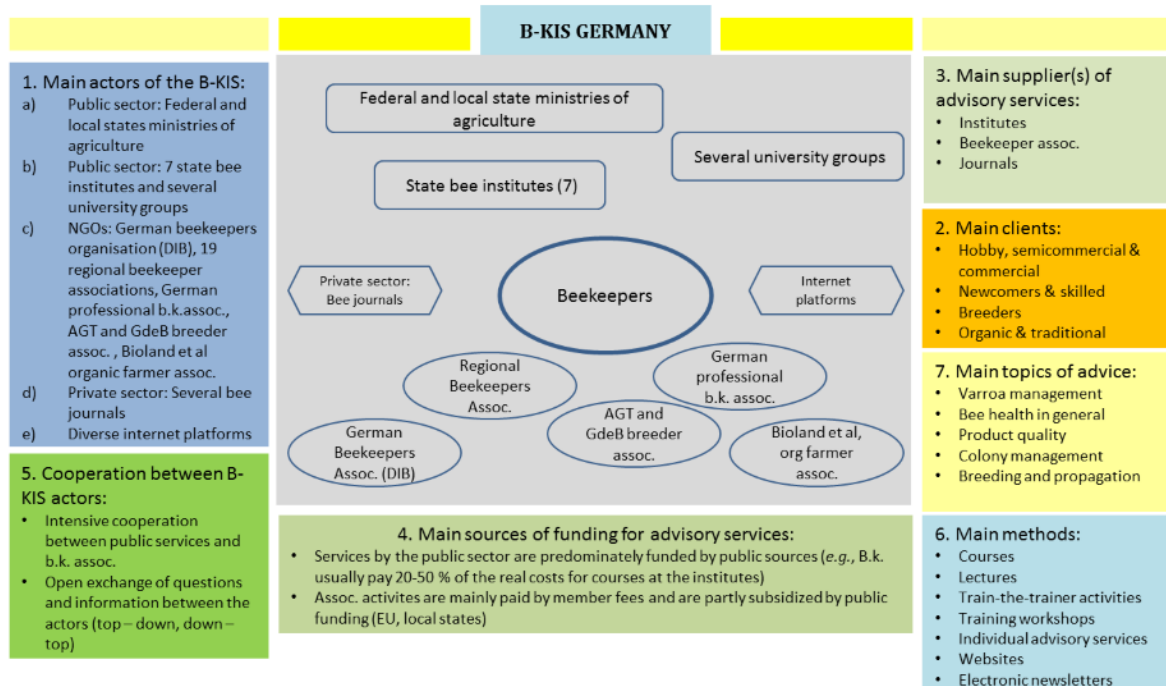 B-KIS GERMANY
1. Main actors of the B-KIS:
a) Public sector: Federal and
local states ministries of
agriculture
b) Public sector: 7 state bee
institutes and several
university groups
c) NGOs: German beekeepers
organisation (DIB), 19
regional beekeeper
associations, German
professional b.k.assoc.,
AGT and GdeB breeder
assoc. , Bioland et al
organic farmer assoc.
d) Private sector: Several bee
journals
e) Diverse internet platforms
5. Cooperation between B-
KIS actors:
• Intensive cooperation
between public services and
b.k. assoc.
• Open exchange of questions
and information between the
actors (top – down, down –
top)
Federal and local state ministries of
agriculture
Several university groups
State bee institutes (7)
Private sector:
Bee journals
Beekeepers
Internet
platforms
Regional
Beekeepers
Assoc.
German
professional
b.k. assoc.
German
Beekeepers
Assoc. (DIB)
AGT and
GdeB breeder
assoc.
Bioland et al,
org farmer
assoc.
4. Main sources of funding for advisory services:
• Services by the public sector are predominately funded by public sources (e.g., B.k.
usually pay 20-50 % of the real costs for courses at the institutes)
• Assoc. activites are mainly paid by member fees and are partly subsidized by public
funding (EU, local states)
3. Main supplier(s) of
advisory services:
• Institutes
• Beekeeper assoc.
• Journals
2. Main clients:
• Hobby, semicommercial &
commercial
• Newcomers & skilled
• Breeders
• Organic & traditional
7. Main topics of advice:
• Varroa management
• Bee health in general
• Product quality
• Colony management
• Breeding and propagation
6. Main methods:
• Courses
• Lectures
• Train-the-trainer activities
• Training workshops
• Individual advisory services
• Websites
• Electronic newsletters